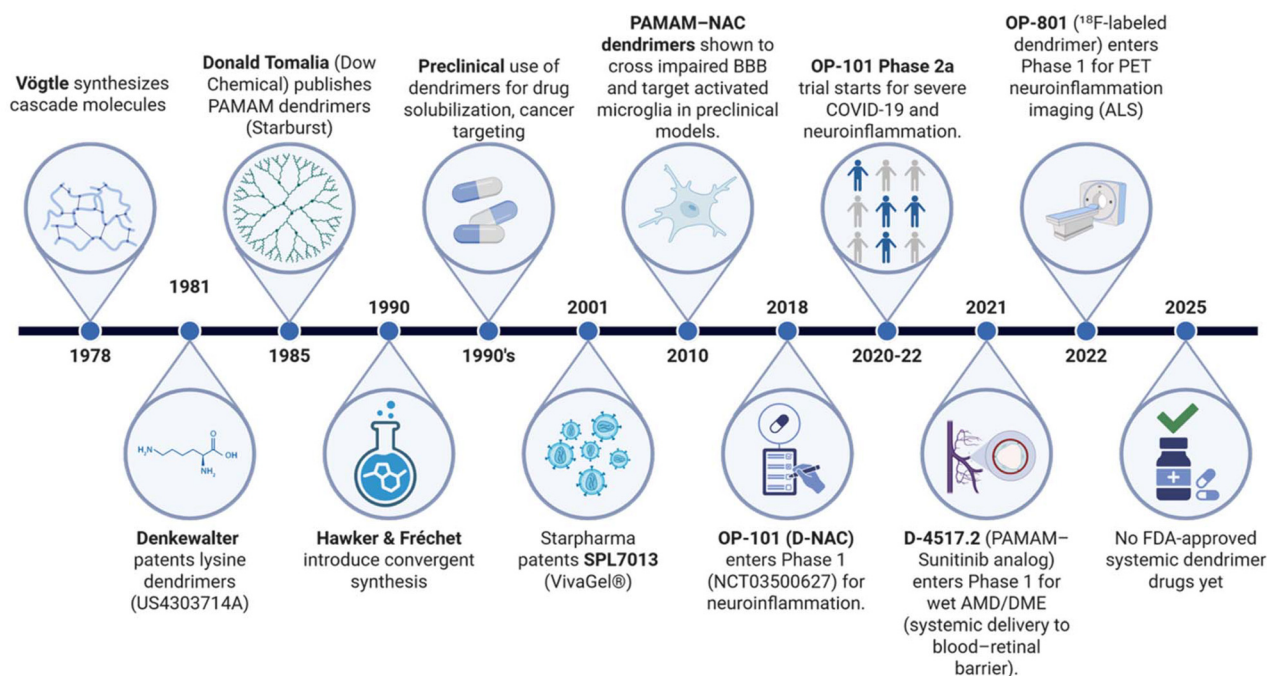 Vögtle synthesizes
cascade molecules
Donald Tomalia (Dow
Chemical) publishes
PAMAM dendrimers
(Starburst)
Preclinical use of
dendrimers for drug
solubilization, cancer
targeting
PAMAM–NAC
dendrimers shown to
cross impaired BBB
and target activated
microglia in preclinical
models.
OP-101 Phase 2a
trial starts for severe
COVID-19 and
neuroinflammation.
OP-801 (¹⁸F-labeled
dendrimer) enters
Phase 1 for PET
neuroinflammation
imaging (ALS)
1978
1981
1985
1990
1990's
2001
2010
2018
2020-22
2021
2022
2025
H₂N
O
OH
NH₂
Denkewalter
patents lysine
dendrimers
(US4303714A)
Hawker & Fréchet
introduce convergent
synthesis
Starpharma
patents SPL7013
(VivaGel®)
OP-101 (D-NAC)
enters Phase 1
(NCT03500627) for
neuroinflammation.
D-4517.2 (PAMAM–
Sunitinib analog)
enters Phase 1 for
wet AMD/DME
(systemic delivery to
blood–retinal
barrier).
No FDA-approved
systemic dendrimer
drugs yet